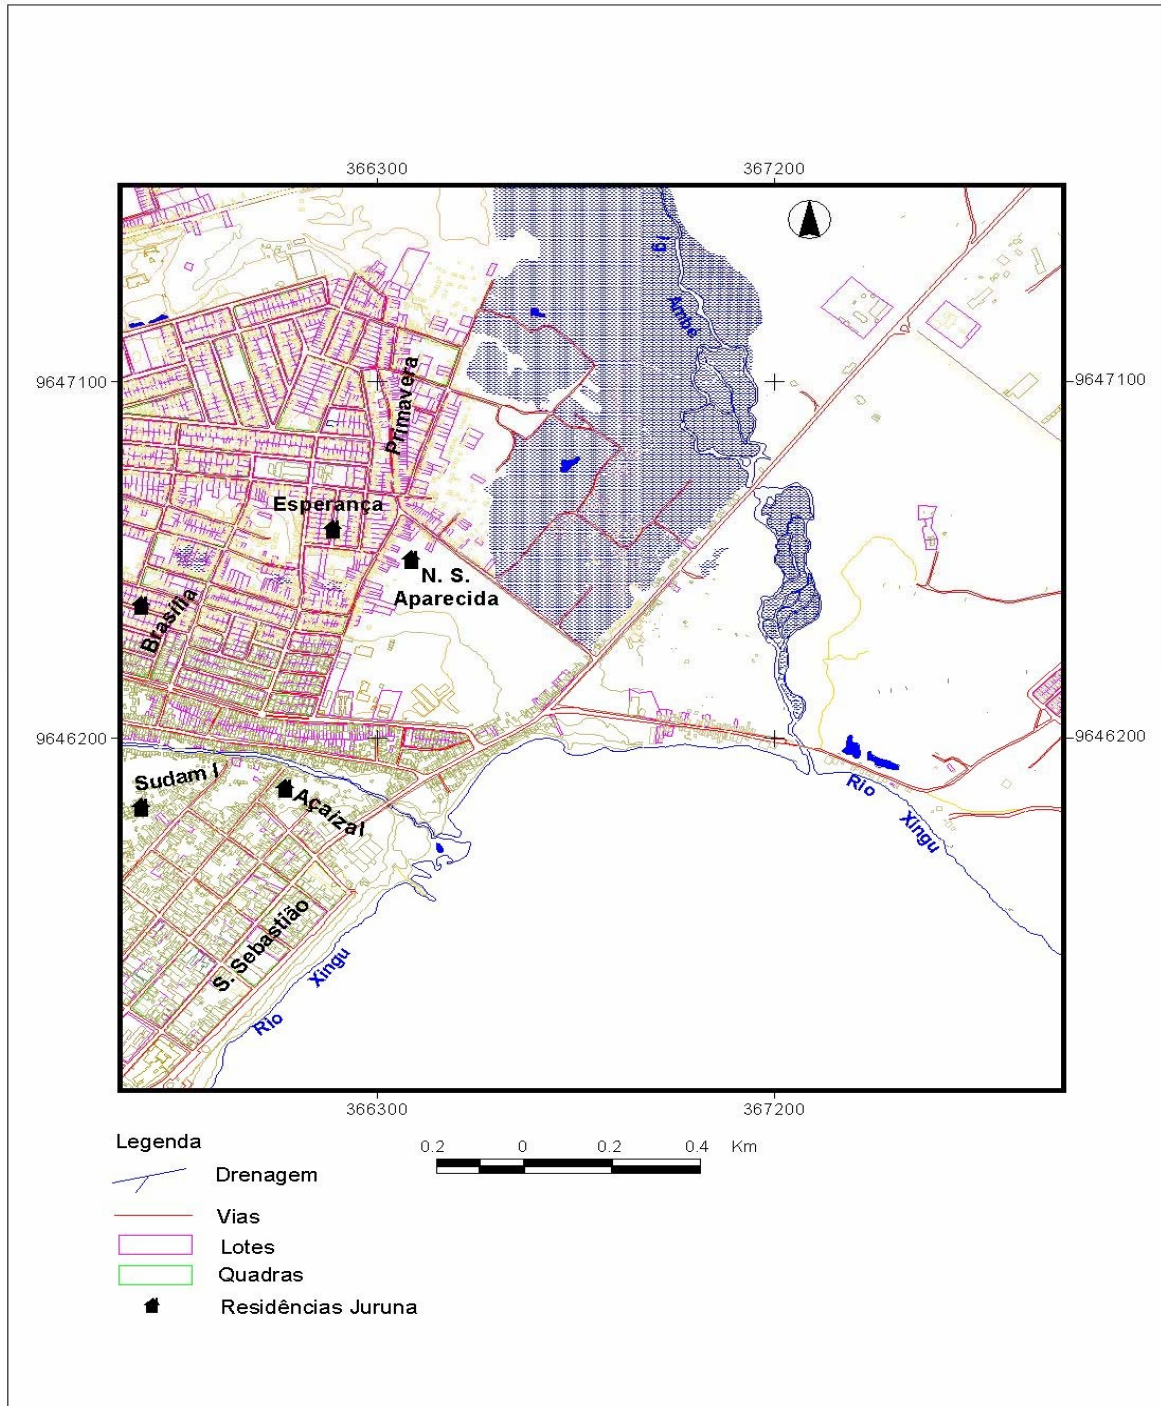 366300
367200
Ig
Ambé
9647100
9647100
Primavera
Esperança
N. S.
Aparecida
Brasília
9646200
9646200
Sudam I
Açaizal
Rio
Xingu
S. Sebastião
Xingu
Rio
366300
367200
Legenda
0.2 0 0.2 0.4 Km
Drenagem
Vias
Lotes
Quadras
Residências Juruna